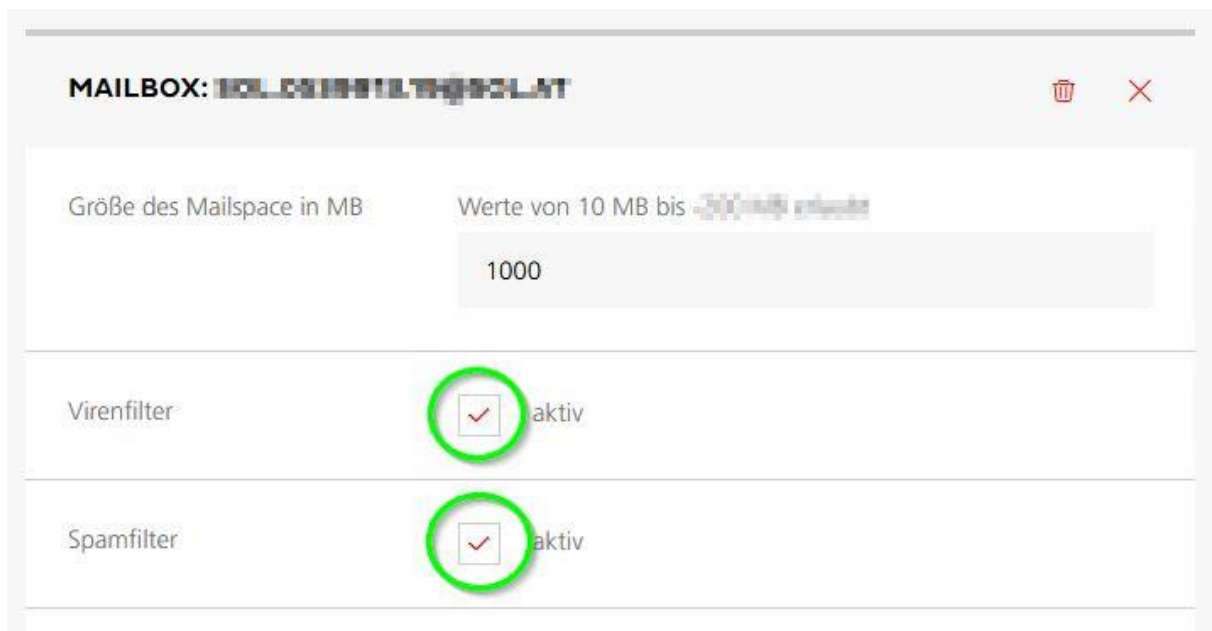 MAILBOX:
Größe des Mailspace in MB
Werte von 10 MB bis
1000
Virenfilter
aktiv
Spamfilter
aktiv